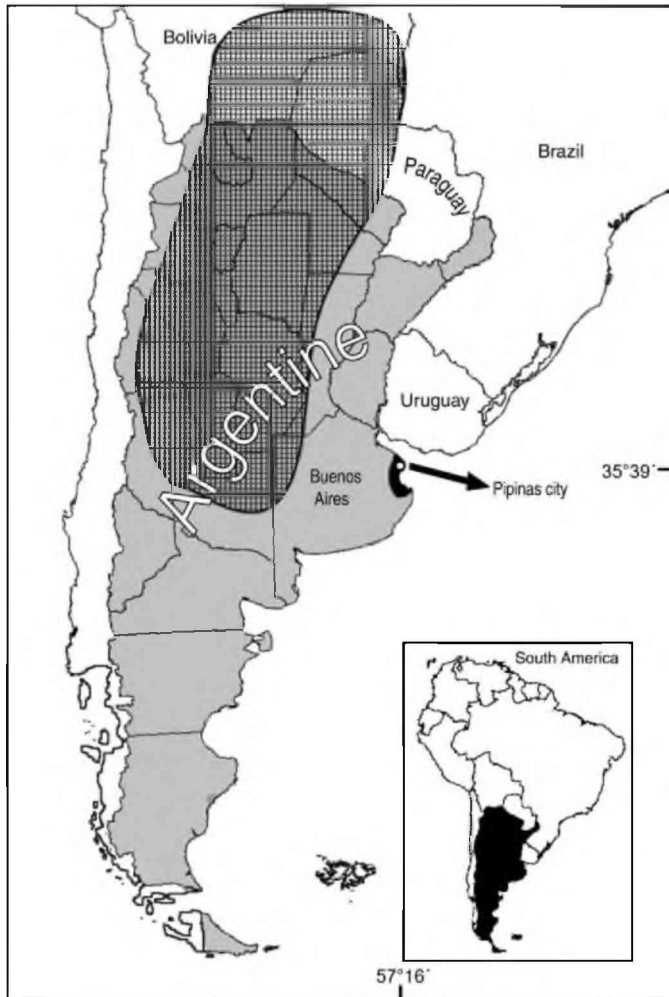 Bolivia
Brazil
Paraguay
Argentine
Uruguay
35°39´
Buenos
Aires
Pipinas city
South America
57°16´